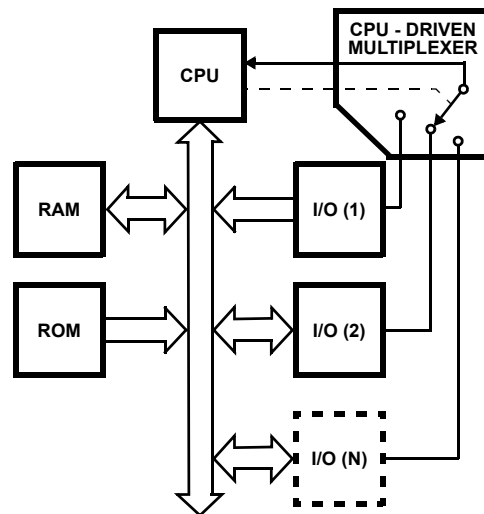 CPU - DRIVEN
MULTIPLEXER
CPU
RAM
I/O (1)
ROM
I/O (2)
I/O (N)